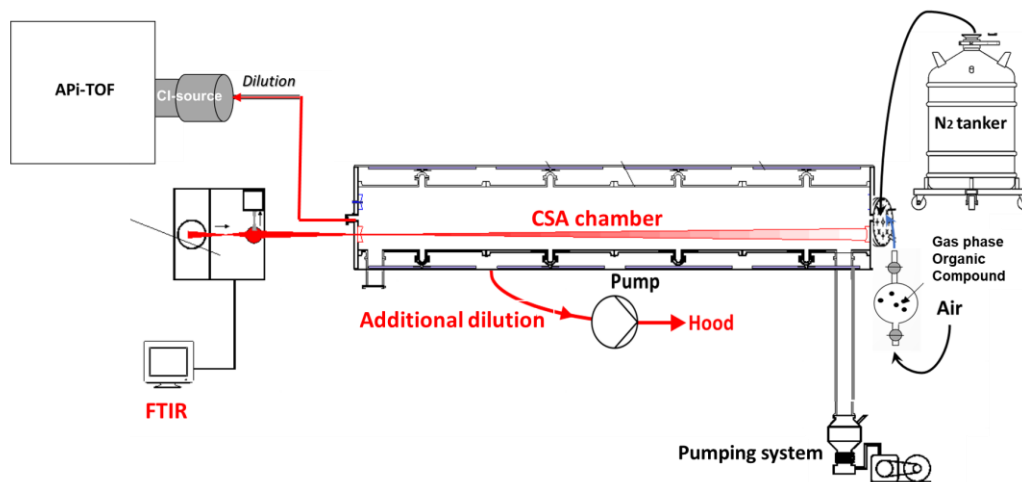 APi-TOF
CI-source
Dilution
N2 tanker
CSA chamber
Gas phase
Organic
Compound
Air
Pump
Additional dilution
Hood
FTIR
Pumping system